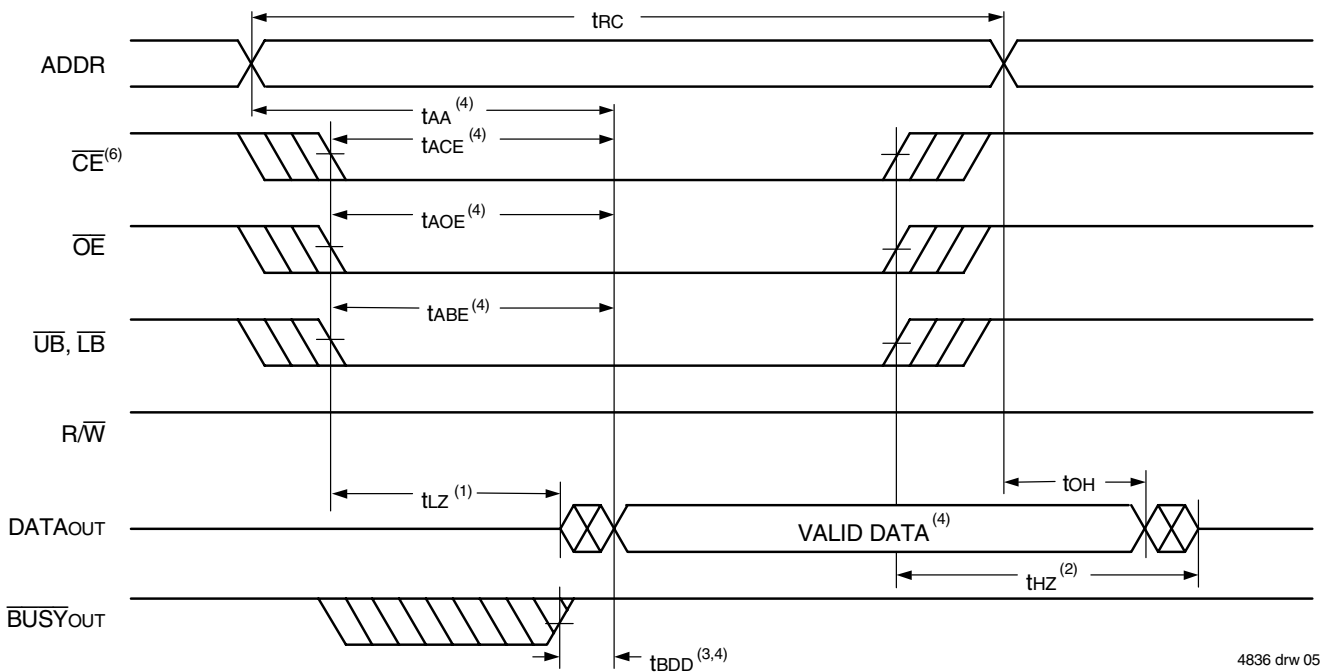 tRC
ADDR
tAA (4)
CE(6)
tACE (4)
OE
tAOE (4)
UB, LB
tABE (4)
R/W
tLZ (1)
tOH
DATAOUT
VALID DATA (4)
tHZ (2)
BUSYOUT
tBDD (3,4)
4836 drw 05